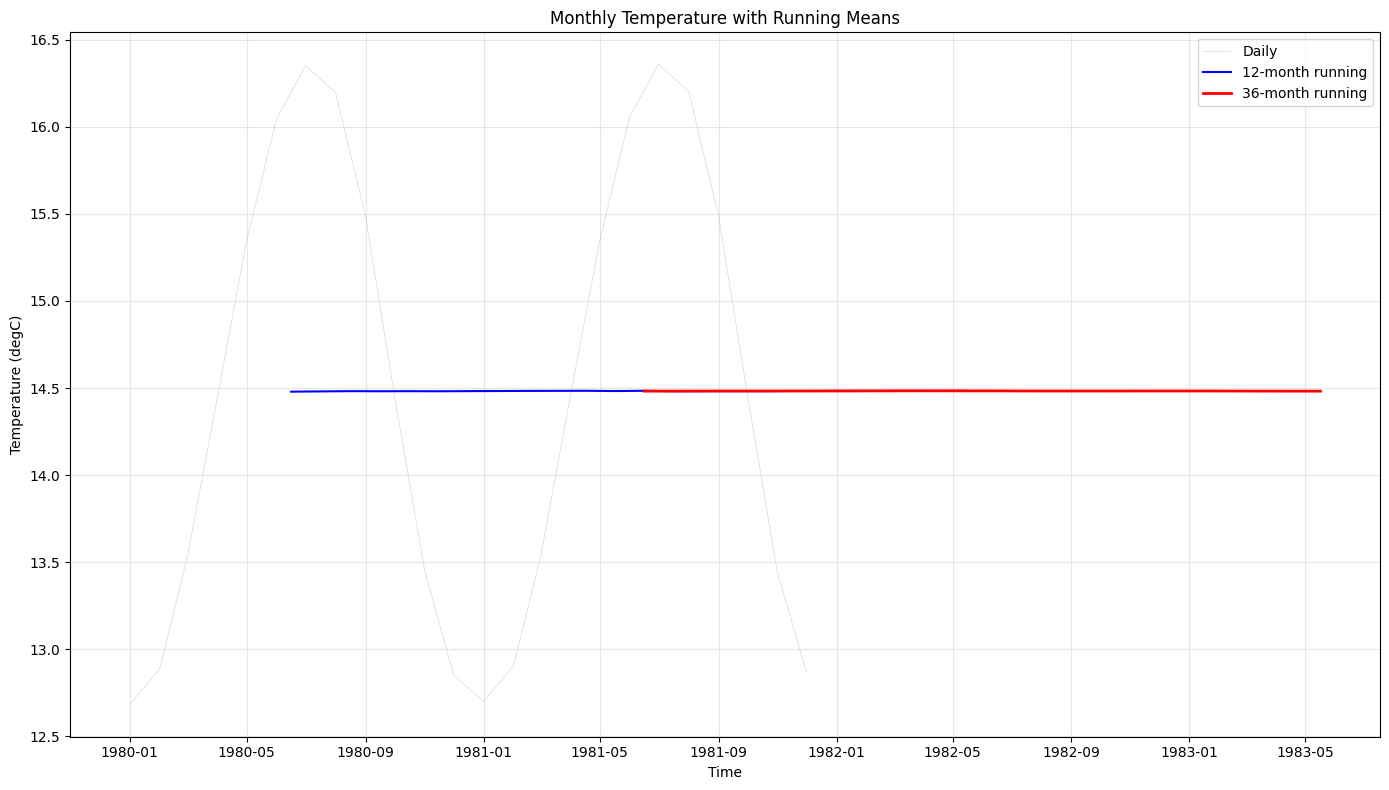 Monthly Temperature with Running Means
Daily
12-month running
36-month running
16.5
16.0
15.5
15.0
14.5
14.0
13.5
13.0
12.5
Temperature (degC)
1980-01 1980-05 1980-09 1981-01 1981-05 1981-09 1982-01 1982-05 1982-09 1983-01 1983-05
Time